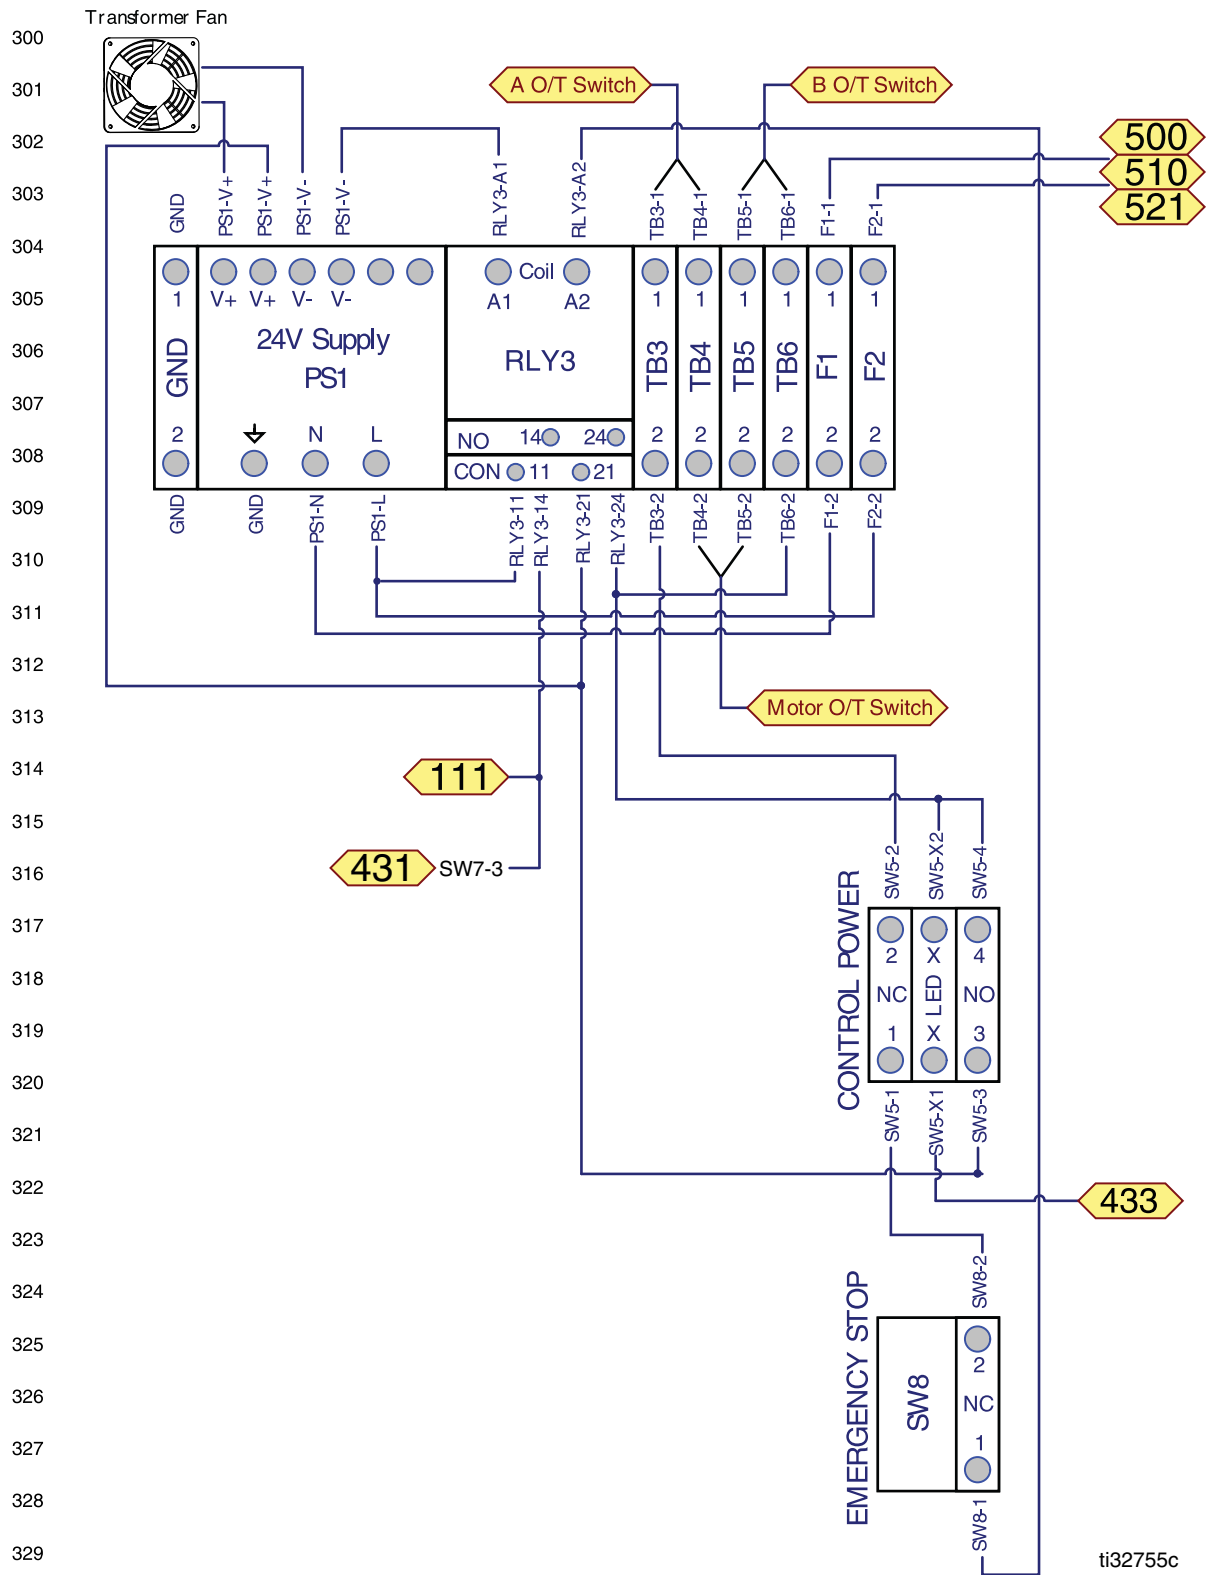 Transformer Fan
300
301
302
303
304
305
306
307
308
309
310
311
312
313
314
315
316
317
318
319
320
321
322
323
324
325
326
327
328
329
A O/T Switch
B O/T Switch
500
510
521
GND
PS1-V+
PS1-V+
PS1-V-
PS1-V-
RLY3-A1
RLY3-A2
TB3-1
TB4-1
TB5-1
TB6-1
F1-1
F2-1
1
V+
V+
V-
V-
Coil
A1
A2
1
1
1
1
1
1
GND
24V Supply
PS1
RLY3
TB3
TB4
TB5
TB6
F1
F2
2
N
L
NO
14
24
CON
11
21
2
2
2
2
2
2
GND
GND
PS1-N
PS1-L
RLY3-11
RLY3-14
RLY3-21
RLY3-24
TB3-2
TB4-2
TB5-2
TB6-2
F1-2
F2-2
Motor O/T Switch
111
431
SW7-3
SW5-2
SW5-X2
SW5-4
CONTROL POWER
2
X
4
NC
LED
NO
1
X
3
SW5-1
SW5-X1
SW5-3
433
SW8-2
EMERGENCY STOP
SW8
2
NC
1
SW8-1
ti32755c